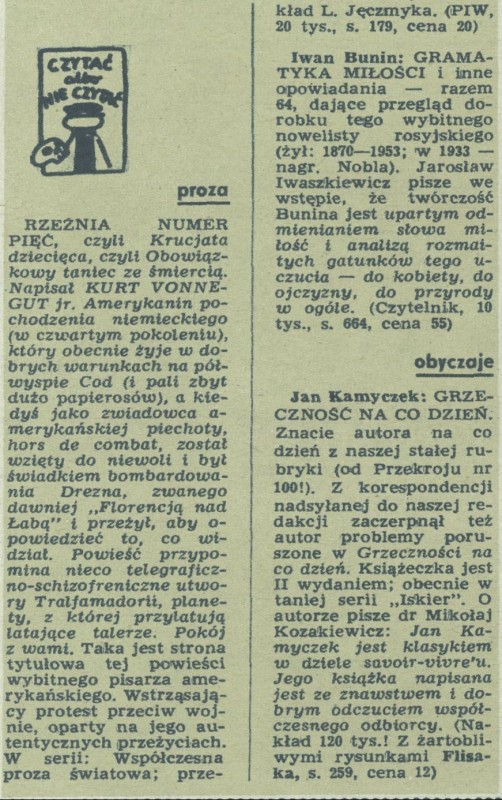 CZYTAĆ
albo
NIE CZYTAĆ
proza
RZEŹNIA NUMER
PIĘĆ, czyli Krucjata
dziecięca, czyli Obowiąz-
kowy taniec ze śmiercią.
Napisał KURT VONNE-
GUT jr. Amerykanin po-
chodzenia niemieckiego
(w czwartym pokoleniu),
który obecnie żyje w do-
brych warunkach na pół-
wyspie Cod (i pali zbyt
dużo papierosów), a kie-
dyś jako zwiadowca a-
merykańskiej piechoty,
hors de combat, został
wzięty do niewoli i był
świadkiem bombardowa-
nia Drezna, zwanego
dawniej „Florencją nad
Łabą" i przeżył, aby o-
powiedzieć to, co wi-
dział. Powieść przypo-
mina nieco telegraficz-
no-schizofreniczne utwo-
ry Tralfamadorii, plane-
ty, z której przylatują
latające talerze. Pokój
z wami. Taka jest strona
tytułowa tej powieści
wybitnego pisarza ame-
rykańskiego. Wstrząsają-
cy protest przeciw woj-
nie, oparty na jego au-
tentycznych przeżyciach.
W serii: Współczesna
proza światowa; prze-
kład L. Jęczmyka. (PIW,
20 tys., s. 179, cena 20)
Iwan Bunin: GRAMA-
TYKA MIŁOŚCI i inne
opowiadania — razem
64, dające przegląd do-
robku tego wybitnego
nowelisty rosyjskiego
(żył: 1870—1953; w 1933 —
nagr. Nobla). Jarosław
Iwaszkiewicz pisze we
wstępie, że twórczość
Bunina jest upartym od-
mienianiem słowa mi-
łość i analizą rozmai-
tych gatunków tego u-
czucia — do kobiety, do
ojczyzny, do przyrody
w ogóle. (Czytelnik, 10
tys., s. 664, cena 55)
obyczaje
Jan Kamyczek: GRZE-
CZNOŚĆ NA CO DZIEŃ.
Znacie autora na co
dzień z naszej stałej ru-
bryki (od Przekroju nr
100!). Z korespondencji
nadsyłanej do naszej re-
dakcji zaczerpnął też
autor problemy poru-
szone w Grzeczności na
co dzień. Książeczka jest
II wydaniem; obecnie w
taniej serii „Iskier". O
autorze pisze dr Mikołaj
Kozakiewicz: Jan Ka-
myczek jest klasykiem
w dziele savoir-vivre'u.
Jego książka napisana
jest ze znawstwem i do-
brym odczuciem współ-
czesnego odbiorcy. (Na-
kład 120 tys.! Z żartobli-
wymi rysunkami Flisa-
ka, s. 259, cena 12)